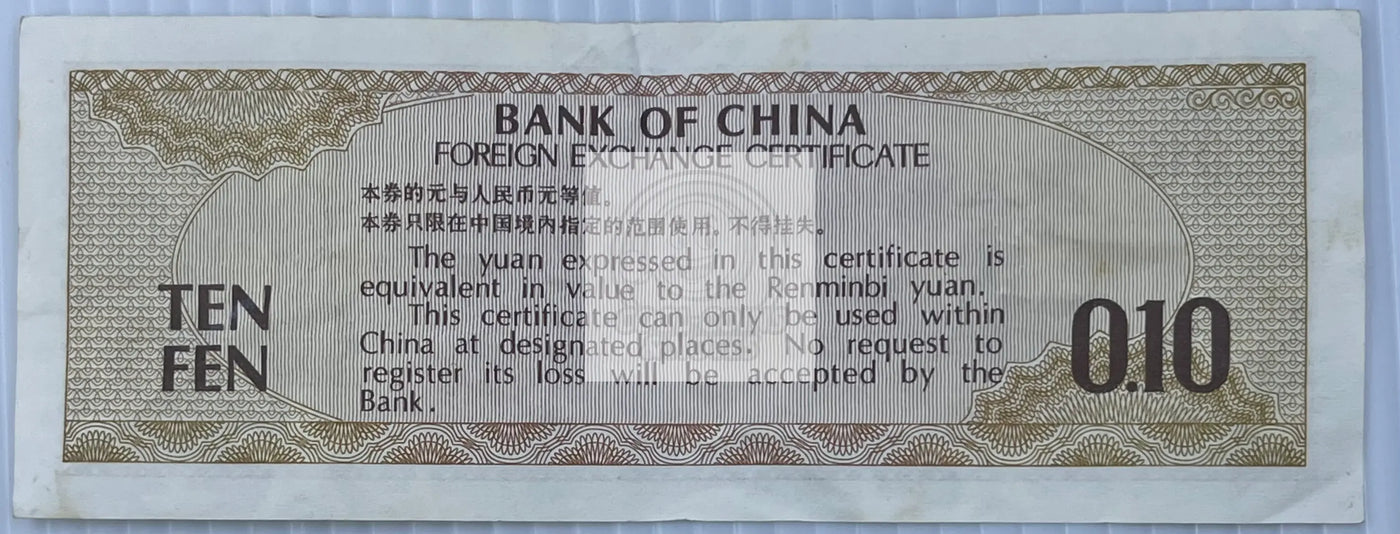 BANK OF CHINA
FOREIGN EXCHANGE CERTIFICATE
本券的元与人民币元等值。
本券只限在中国境内指定的范围使用。不得挂失。
The yuan expressed in this certificate is
equivalent in value to the Renminbi yuan.
This certificate can only be used within
China at designated places. No request to
register its loss will be accepted by the
Bank.
TEN
FEN
0.10